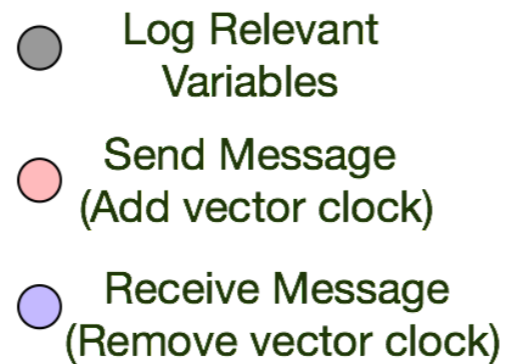 Log Relevant
Variables
Send Message
(Add vector clock)
Receive Message
(Remove vector clock)